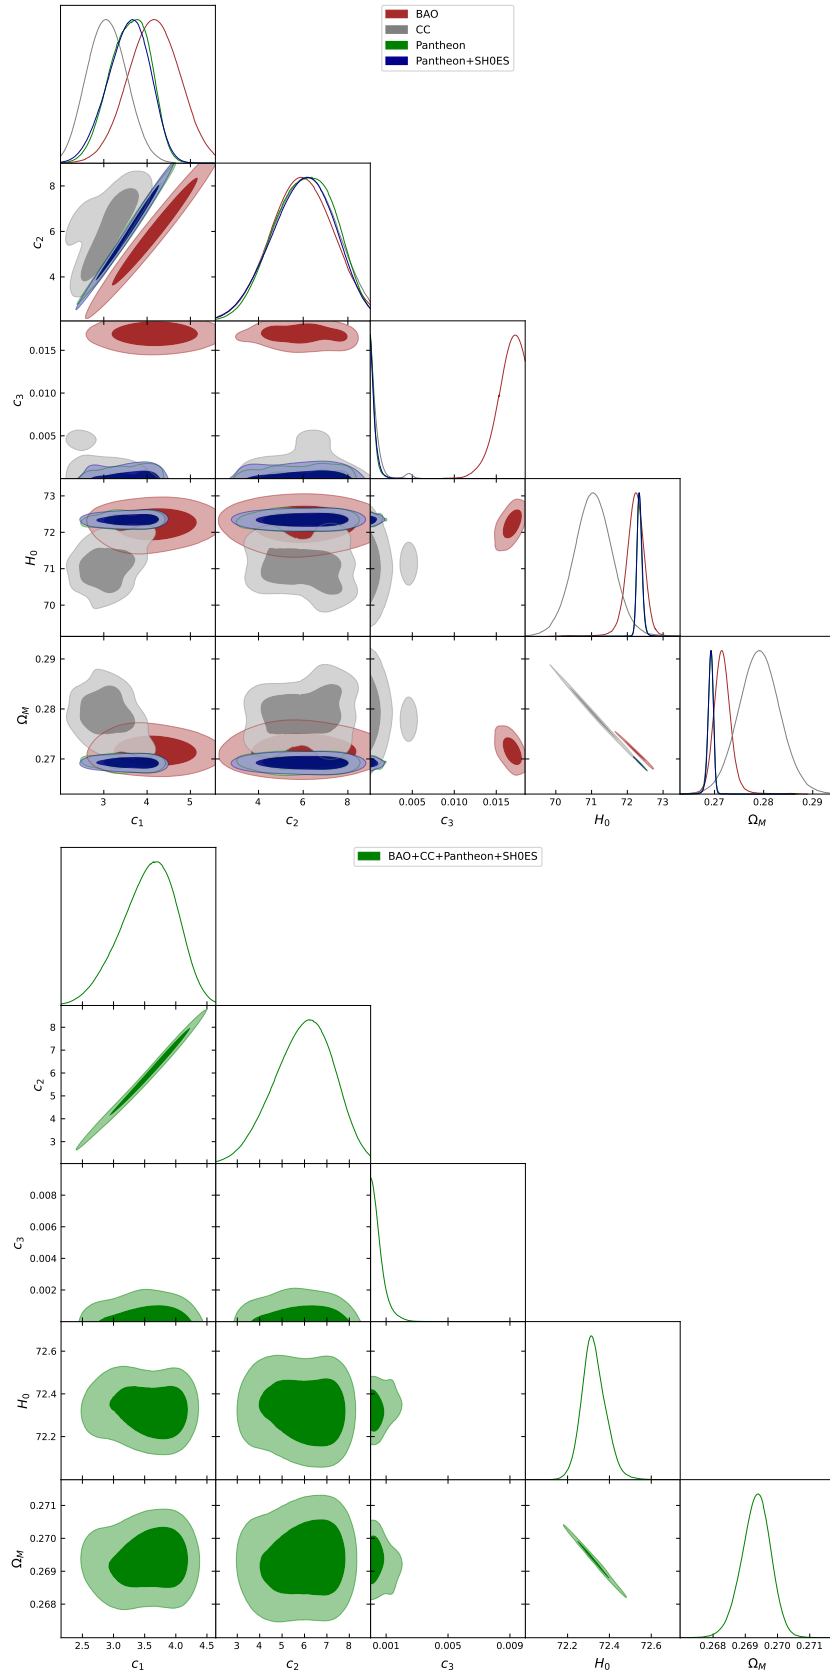 BAO
CC
Pantheon
Pantheon+SH0ES
8
6
4
c₂
0.015
0.010
0.005
c₃
73
72
71
70
H₀
0.29
0.28
0.27
Ω_M
3 4 5
4 6 8
0.005 0.010 0.015
70 71 72 73
0.27 0.28 0.29
c₁ c₂ c₃ H₀ Ω_M
BAO+CC+Pantheon+SH0ES
8
7
6
5
4
3
c₂
0.008
0.006
0.004
0.002
c₃
72.6
72.4
72.2
H₀
0.271
0.270
0.269
0.268
Ω_M
2.5 3.0 3.5 4.0 4.5
3 4 5 6 7 8
0.001 0.005 0.009
72.2 72.4 72.6
0.268 0.269 0.270 0.271
c₁ c₂ c₃ H₀ Ω_M